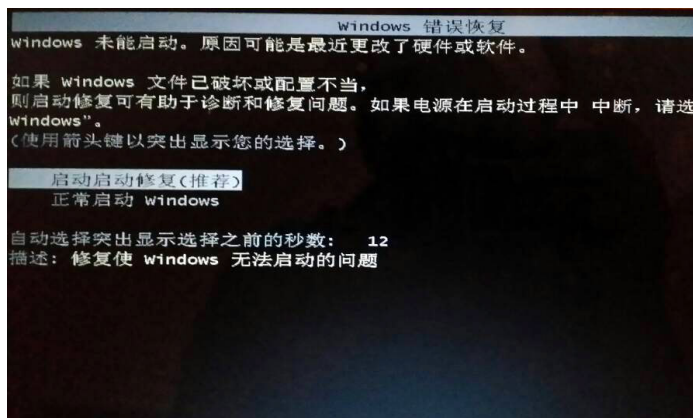 Windows 错误恢复
Windows 未能启动。原因可能是最近更改了硬件或软件。
如果 Windows 文件已破坏或配置不当，
则启动修复可有助于诊断和修复问题。如果电源在启动过程中 中断，请选
Windows”。
(使用箭头键以突出显示您的选择。)
启动启动修复(推荐)
正常启动 Windows
自动选择突出显示选择之前的秒数: 12
描述: 修复使 Windows 无法启动的问题